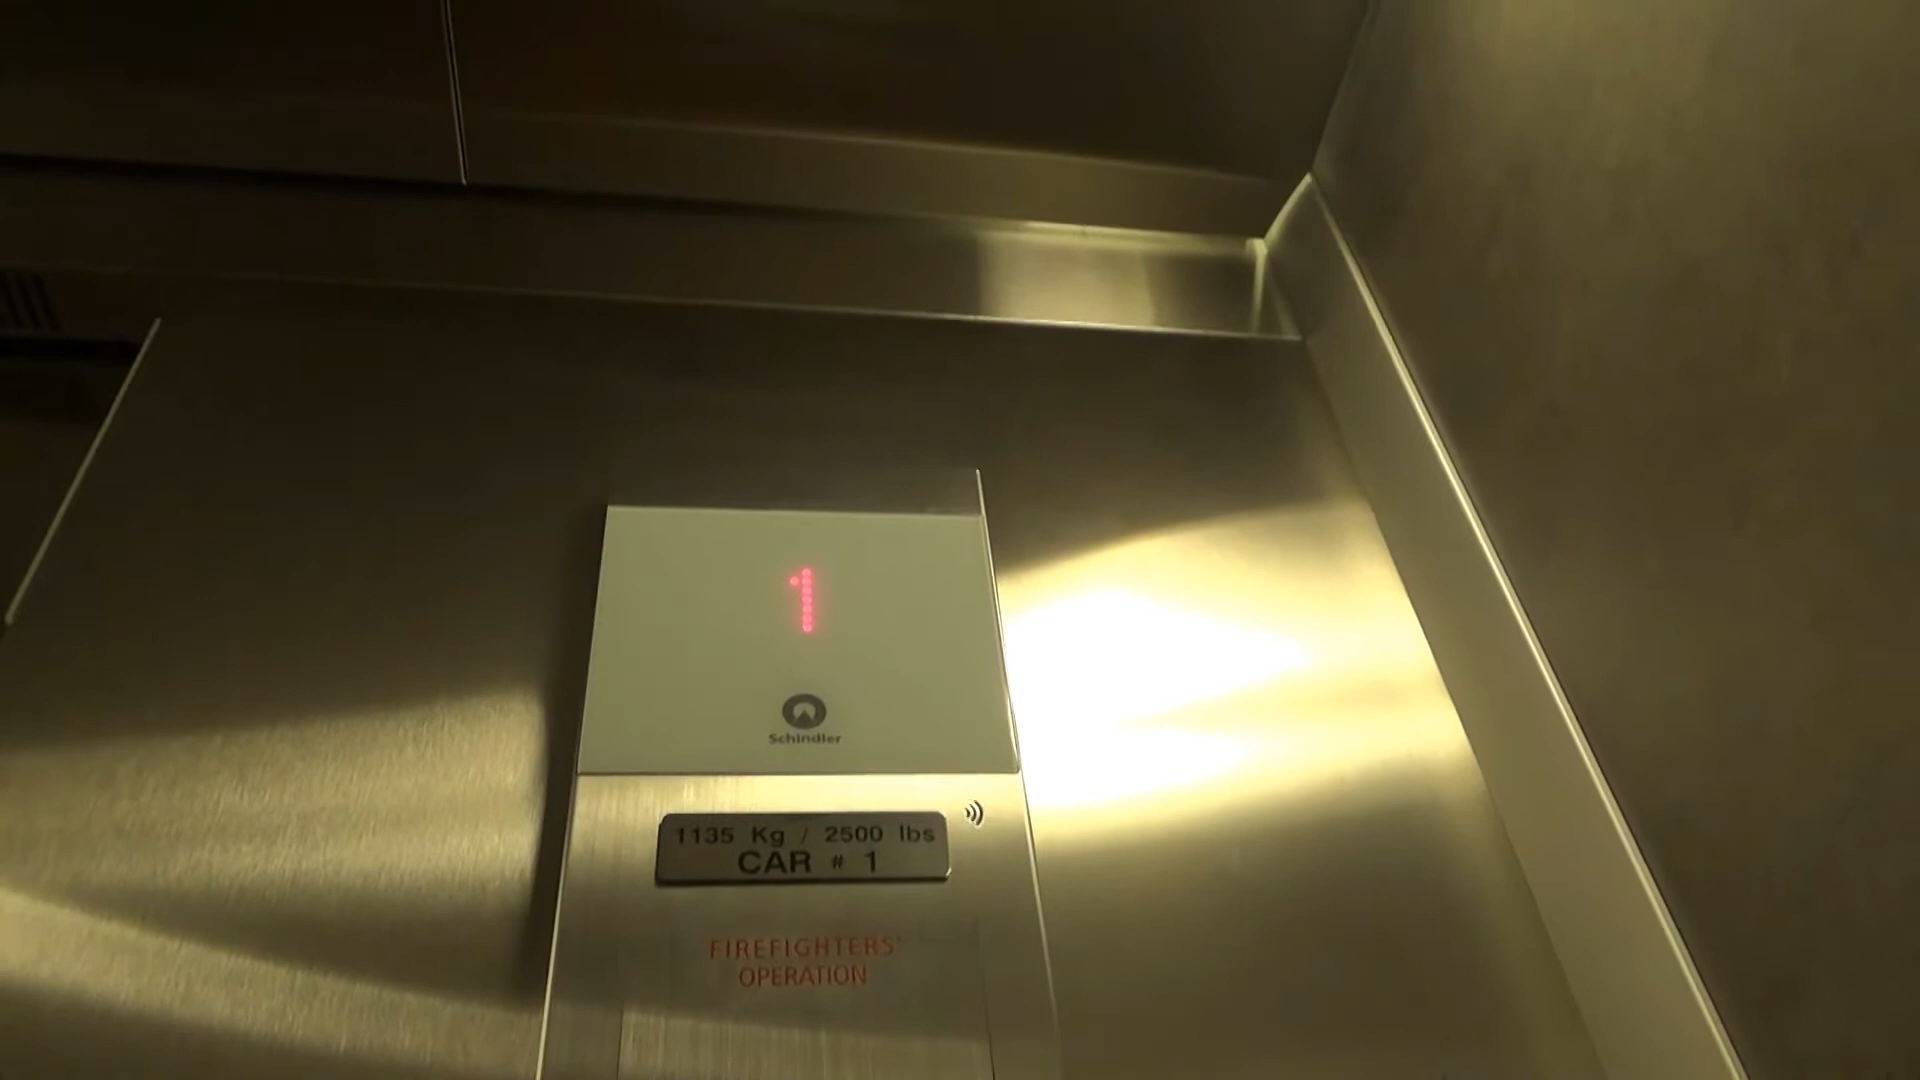 1
Schindler
1135 Kg / 2500 lbs
CAR # 1
FIREFIGHTERS'
OPERATION